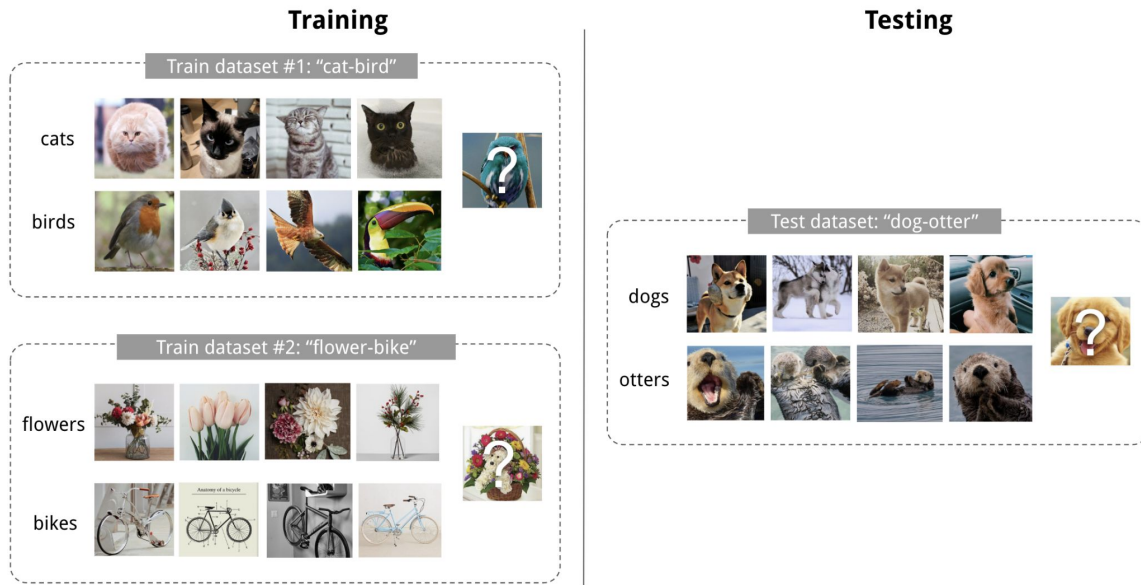 Training
Testing
Train dataset #1: “cat-bird”
cats
?
birds
Train dataset #2: “flower-bike”
flowers
?
Anatomy of a bicycle
bikes
Test dataset: “dog-otter”
dogs
?
otters